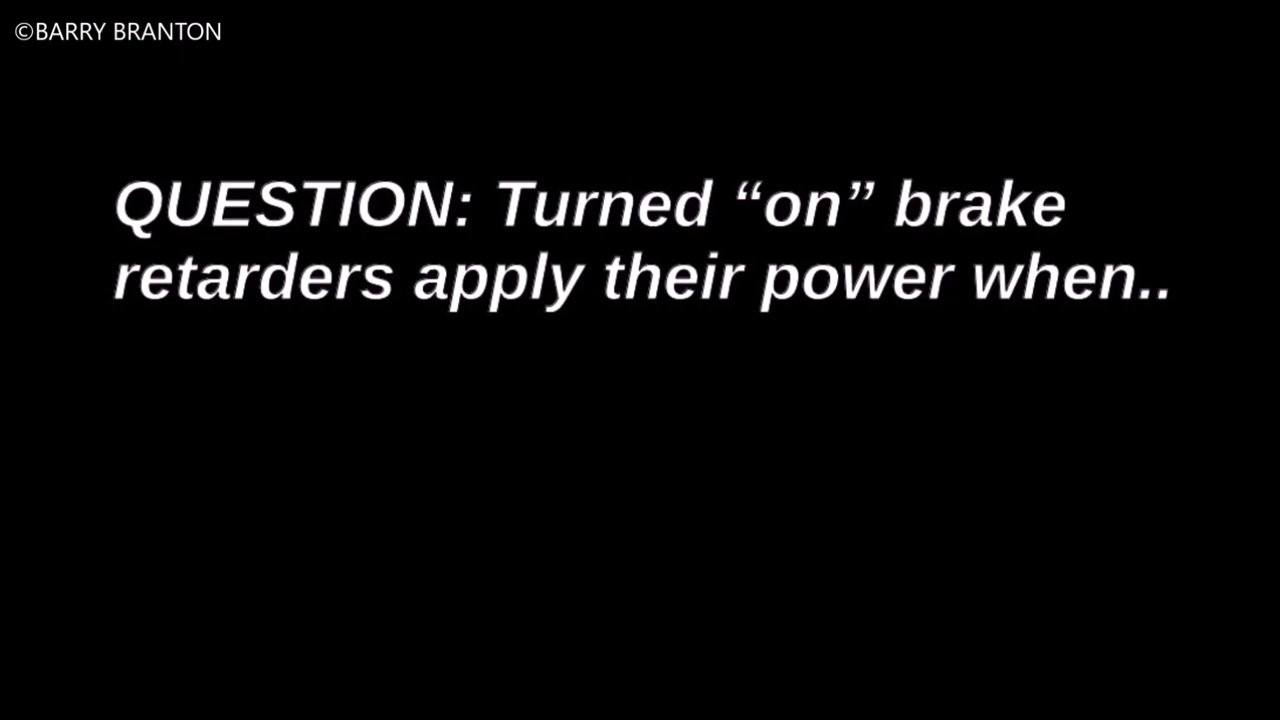 ©BARRY BRANTON
QUESTION: Turned “on” brake
retarders apply their power when..